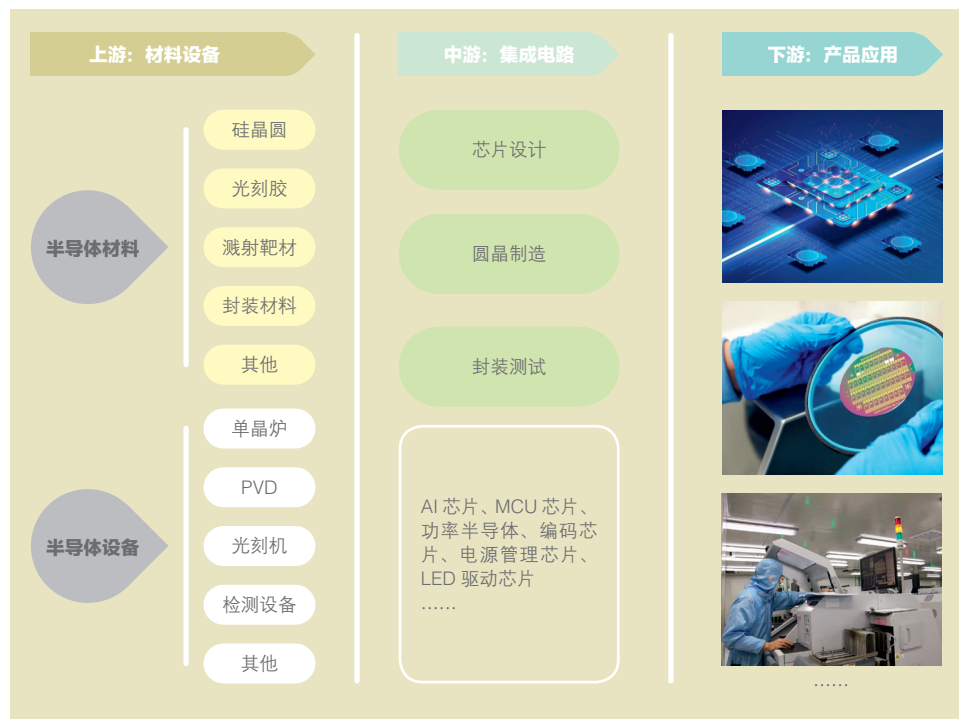 上游：材料设备
半导体材料
硅晶圆
光刻胶
溅射靶材
封装材料
其他
半导体设备
单晶炉
PVD
光刻机
检测设备
其他
中游：集成电路
芯片设计
圆晶制造
封装测试
AI 芯片、MCU 芯片、
功率半导体、编码芯
片、电源管理芯片、
LED 驱动芯片
……
下游：产品应用
……